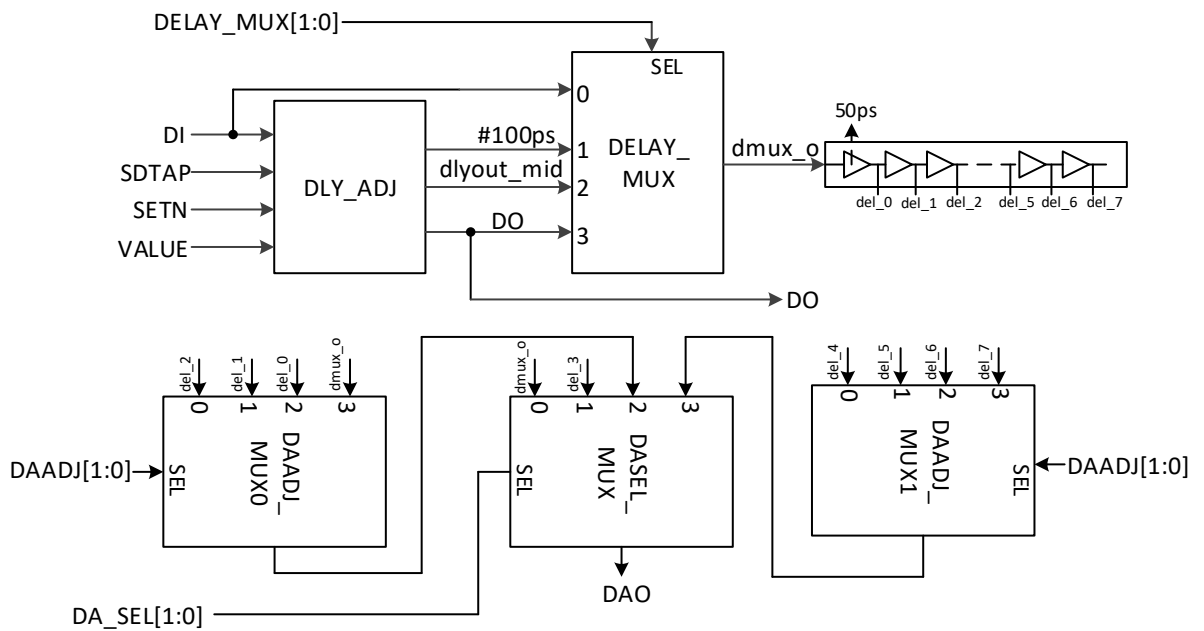 DELAY_MUX[1:0]
SEL
0
50ps
DI
#100ps
1
DELAY_
MUX
dmux_o
SDTAP
dlyout_mid
2
DLY_ADJ
SETN
DO
3
VALUE
del_0
del_1
del_2
del_5
del_6
del_7
DO
del_2
del_1
del_0
dmux_o
dmux_o
del_3
del_4
del_5
del_6
del_7
0
1
2
3
0
1
2
3
0
1
2
3
DAADJ[1:0]
SEL
DAADJ_
MUX0
SEL
DASEL_
MUX
DAADJ_
MUX1
SEL
DAADJ[1:0]
DAO
DA_SEL[1:0]